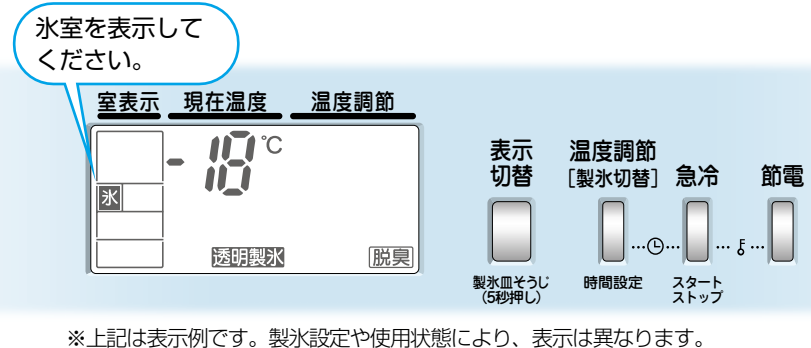 氷室を表示して
ください。
室表示 現在温度 温度調節
-18℃
氷
透明製氷 脱臭
表示
切替
温度調節
[製氷切替]
急冷
節電
製氷皿そうじ
(5秒押し)
時間設定
スタート
ストップ
※上記は表示例です。製氷設定や使用状態により、表示は異なります。